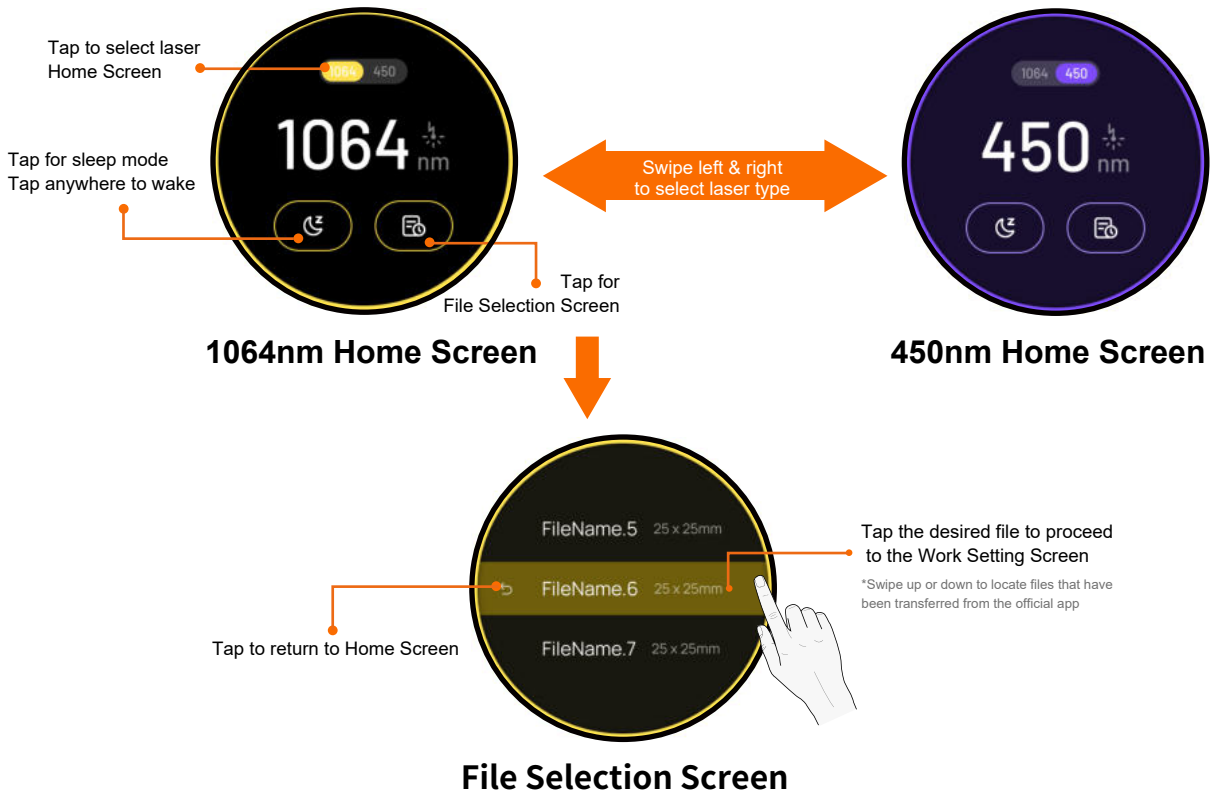 Tap to select laser
Home Screen
1064 450
1064 nm
Tap for sleep mode
Tap anywhere to wake
Tap for
File Selection Screen
1064nm Home Screen
Swipe left & right
to select laser type
1064 450
450 nm
450nm Home Screen
FileName.5 25 x 25mm
FileName.6 25 x 25mm
FileName.7 25 x 25mm
Tap to return to Home Screen
Tap the desired file to proceed
to the Work Setting Screen
*Swipe up or down to locate files that have
been transferred from the official app
File Selection Screen